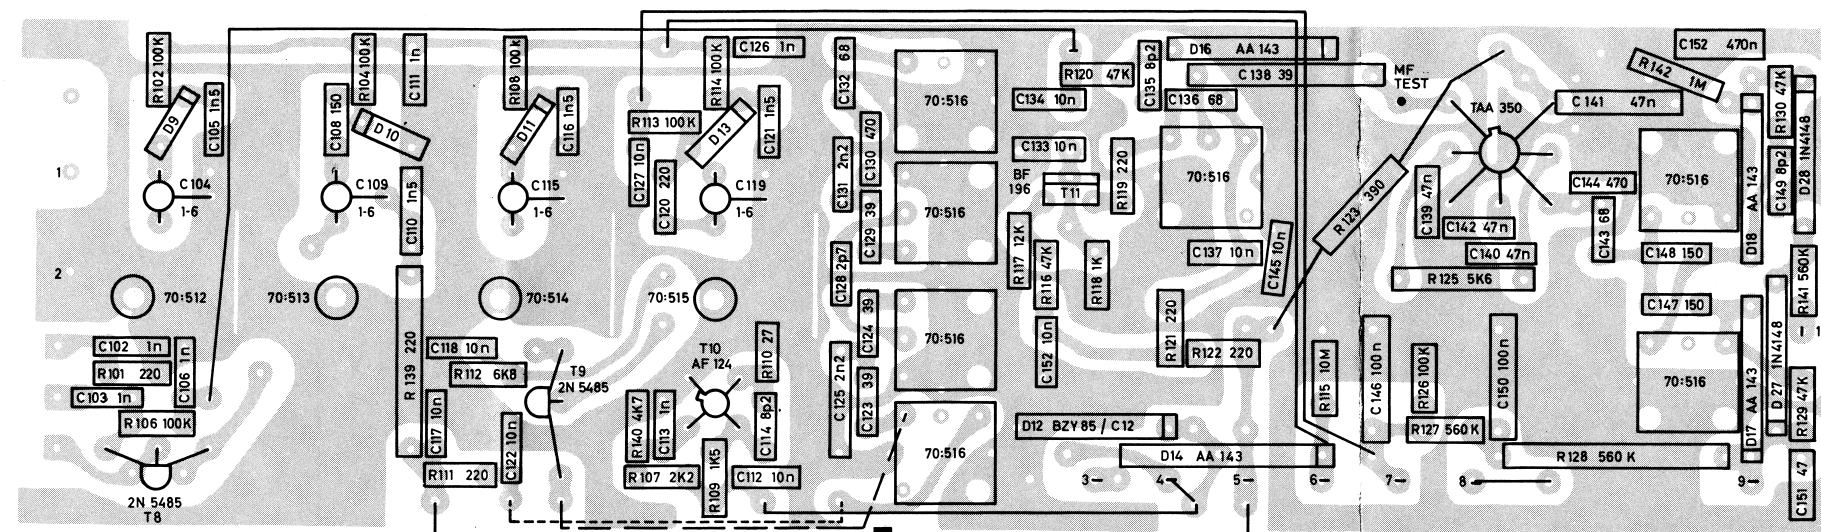 R102 100K
D9
C105 1n5
C104
1-6
1
2
70:512
C102 1n
R101 220
C103 1n
C106 1n
R106 100K
2N 5485
T8
R104 100K
C111 1n
C108 150
D10
C109
1-6
C110 1n5
70:513
R139 220
C118 10n
R112 6K8
C117 10n
R111 220
C122 10n
R108 100K
D11
C116 1n5
C115
1-6
70:514
T9
2N 5485
R114 100K
C126 1n
R113 100K
D13
C121 1n5
C127 10n
C120 220
C119
1-6
70:515
T10
AF 124
R110 27
R140 4K7
C113 1n
C114 8p2
R107 2K2
R109 1K5
C112 10n
C132 68
C130 470
C131 2n2
C129 39
C128 2p7
C124 39
C125 2n2
C123 39
70:516
70:516
70:516
70:516
R120 47K
C134 10n
C133 10n
BF
196
T11
R119 220
R117 12K
R116 47K
R118 1K
C152 10n
D12 BZY 85 / C12
D14 AA 143
C135 8p2
D16 AA 143
C138 39
C136 68
70:516
C137 10n
C145 10n
R121 220
R122 220
MF
TEST
R123 390
R115 10M
C146 100n
R126 100K
R127 560K
C150 100n
R128 560K
TAA 350
C139 47n
C142 47n
C140 47n
R125 5K6
C141 47n
C144 470
C143 68
C148 150
C147 150
R142 1M
C152 470n
70:516
70:516
R130 47K
D28 1N4148
C149 8p2
D18 AA 143
R141 560K
D27 1N4148
D17 AA 143
R129 47K
C151 47
- 1
3 -
4 -
5 -
6 -
7 -
8
9 -